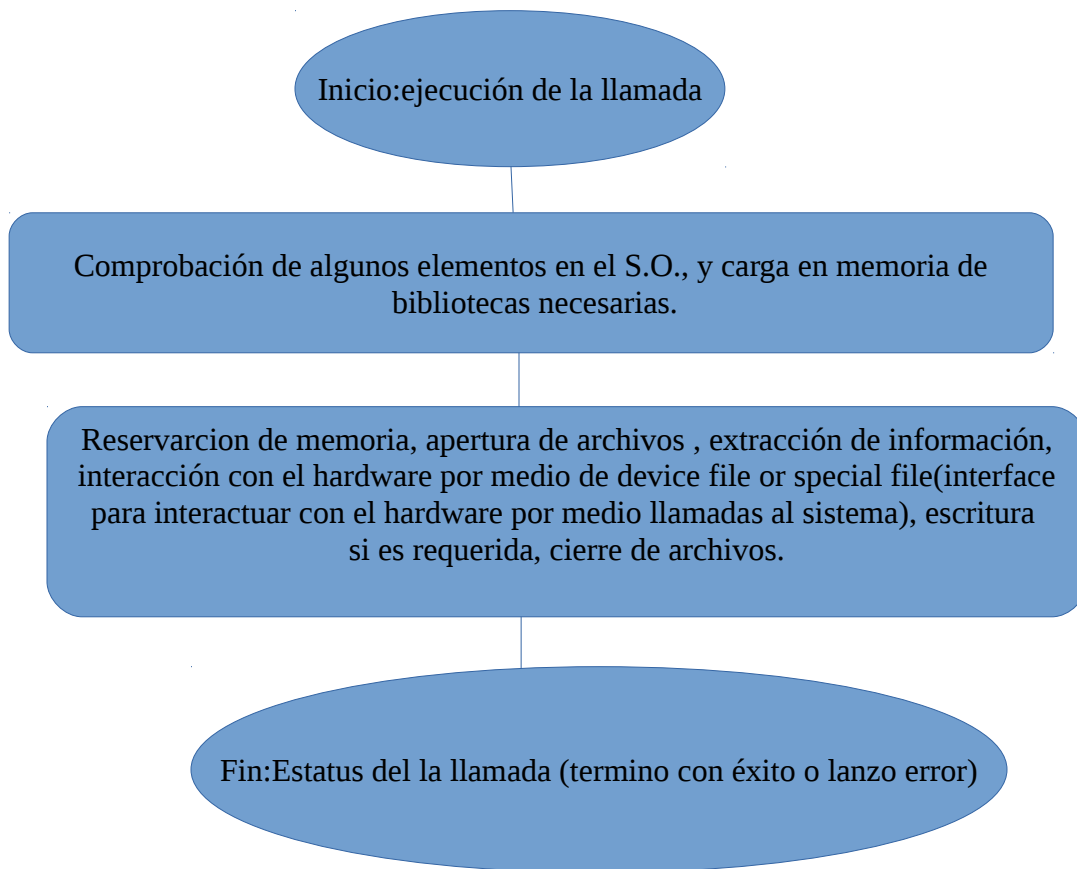 Inicio:ejecución de la llamada
Comprobación de algunos elementos en el S.O., y carga en memoria de
bibliotecas necesarias.
Reservarcion de memoria, apertura de archivos , extracción de información,
interacción con el hardware por medio de device file or special file(interface
para interactuar con el hardware por medio llamadas al sistema), escritura
si es requerida, cierre de archivos.
Fin:Estatus del la llamada (termino con éxito o lanzo error)